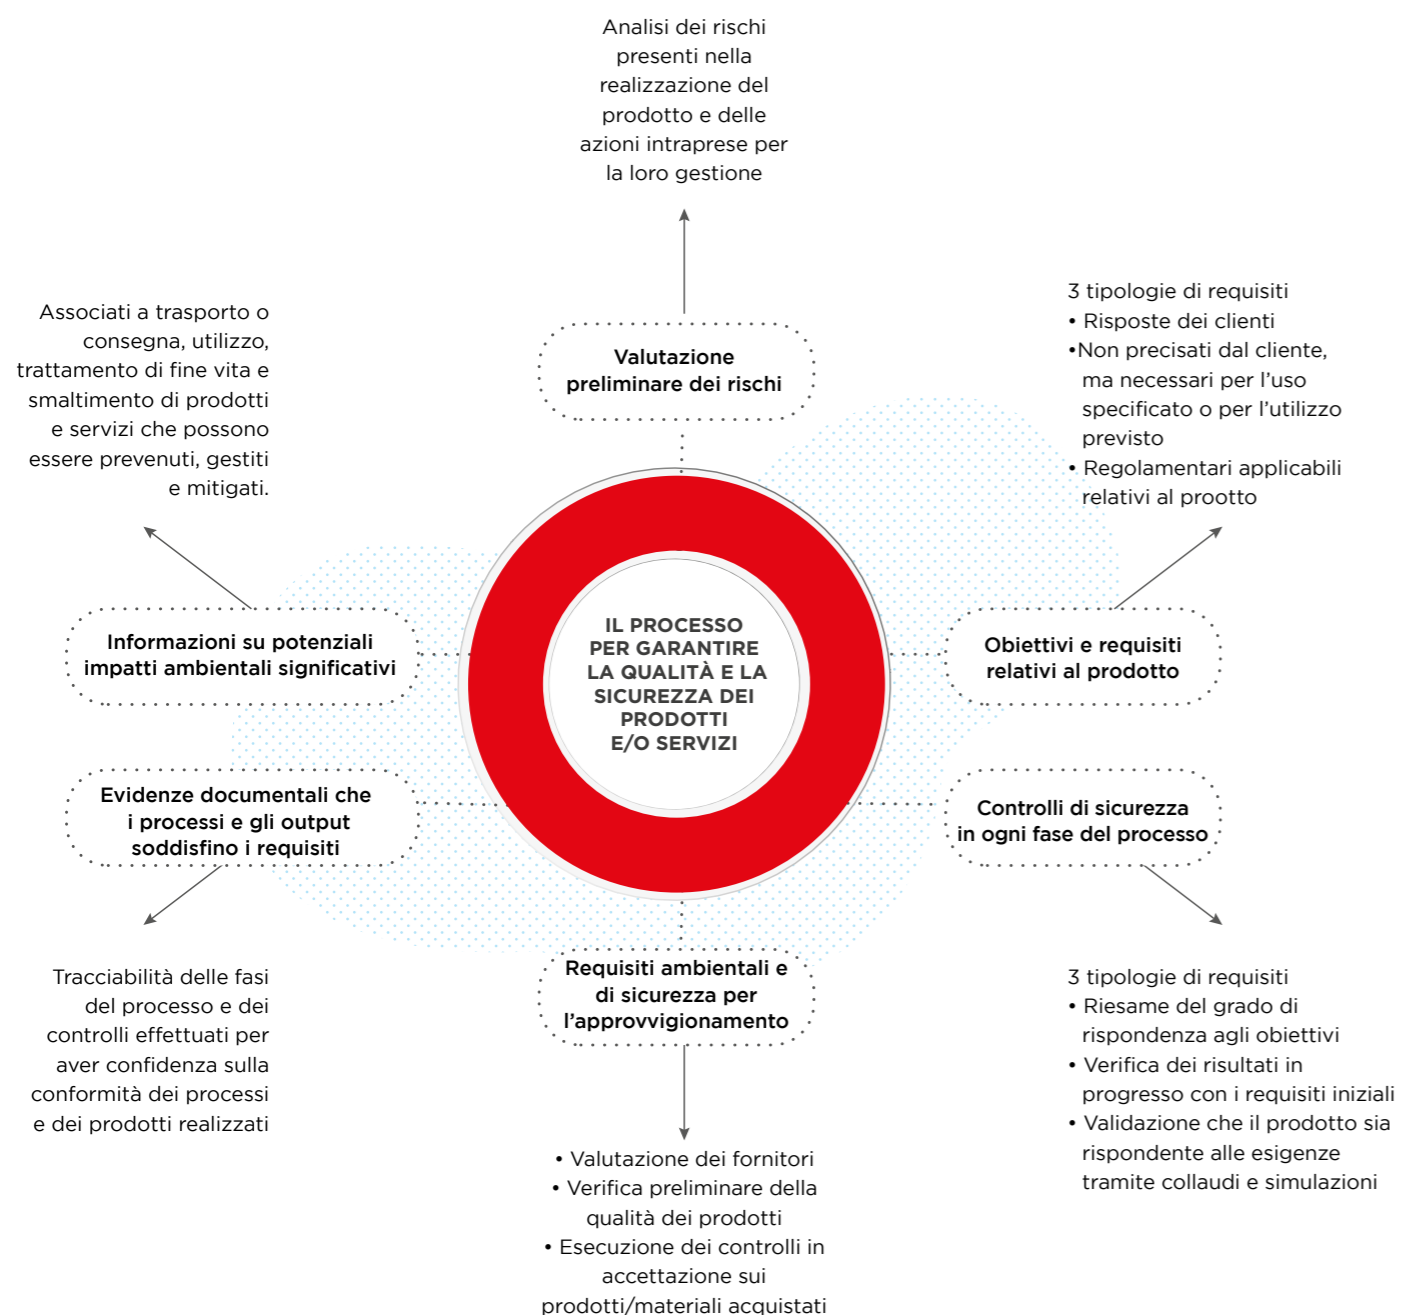 Analisi dei rischi
presenti nella
realizzazione del
prodotto e delle
azioni intraprese per
la loro gestione
Associati a trasporto o
consegna, utilizzo,
trattamento di fine vita e
smaltimento di prodotti
e servizi che possono
essere prevenuti, gestiti
e mitigati.
Valutazione
preliminare dei rischi
3 tipologie di requisiti
• Risposte dei clienti
•Non precisati dal cliente,
ma necessari per l'uso
specificato o per l'utilizzo
previsto
• Regolamentari applicabili
relativi al prootto
Informazioni su potenziali
impatti ambientali significativi
IL PROCESSO
PER GARANTIRE
LA QUALITÀ E LA
SICUREZZA DEI
PRODOTTI
E/O SERVIZI
Obiettivi e requisiti
relativi al prodotto
Evidenze documentali che
i processi e gli output
soddisfino i requisiti
Controlli di sicurezza
in ogni fase del processo
Tracciabilità delle fasi
del processo e dei
controlli effettuati per
aver confidenza sulla
conformità dei processi
e dei prodotti realizzati
Requisiti ambientali e
di sicurezza per
l'approvvigionamento
3 tipologie di requisiti
• Riesame del grado di
rispondenza agli obiettivi
• Verifica dei risultati in
progresso con i requisiti iniziali
• Validazione che il prodotto sia
rispondente alle esigenze
tramite collaudi e simulazioni
• Valutazione dei fornitori
• Verifica preliminare della
qualità dei prodotti
• Esecuzione dei controlli in
accettazione sui
prodotti/materiali acquistati